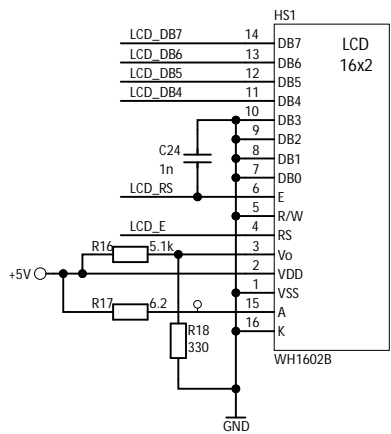 HS1
LCD_DB7 14 DB7 LCD
LCD_DB6 13 DB6 16x2
LCD_DB5 12 DB5
LCD_DB4 11 DB4
10 DB3
9 DB2
C24 8 DB1
1n 7 DB0
LCD_RS 6 E
5 R/W
LCD_E 4 RS
R16 5.1k 3 Vo
+5V 2 VDD
1 VSS
R17 6.2 15 A
R18 16 K
330
WH1602B
GND